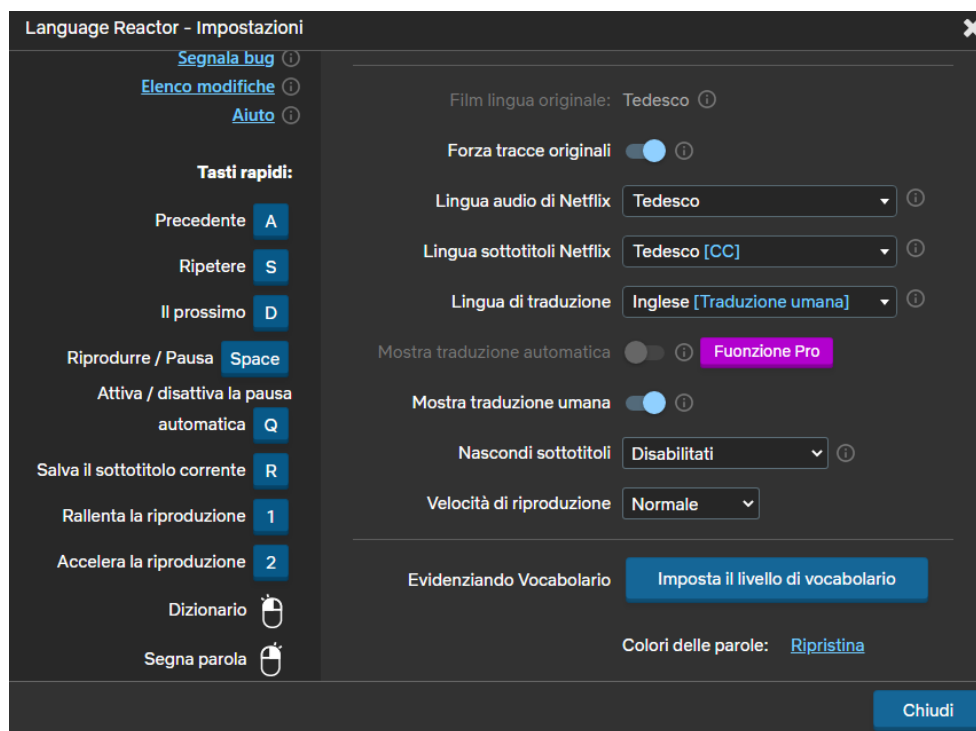 Language Reactor - Impostazioni
Segnala bug
Elenco modifiche
Aiuto
Tasti rapidi:
Precedente A
Ripetere S
Il prossimo D
Riprodurre / Pausa Space
Attiva / disattiva la pausa
automatica Q
Salva il sottotitolo corrente R
Rallenta la riproduzione 1
Accelera la riproduzione 2
Dizionario
Segna parola
Film lingua originale: Tedesco
Forza tracce originali
Lingua audio di Netflix Tedesco
Lingua sottotitoli Netflix Tedesco [CC]
Lingua di traduzione Inglese [Traduzione umana]
Mostra traduzione automatica Fuonzione Pro
Mostra traduzione umana
Nascondi sottotitoli Disabilitati
Velocità di riproduzione Normale
Evidenziando Vocabolario Imposta il livello di vocabolario
Colori delle parole: Ripristina
Chiudi